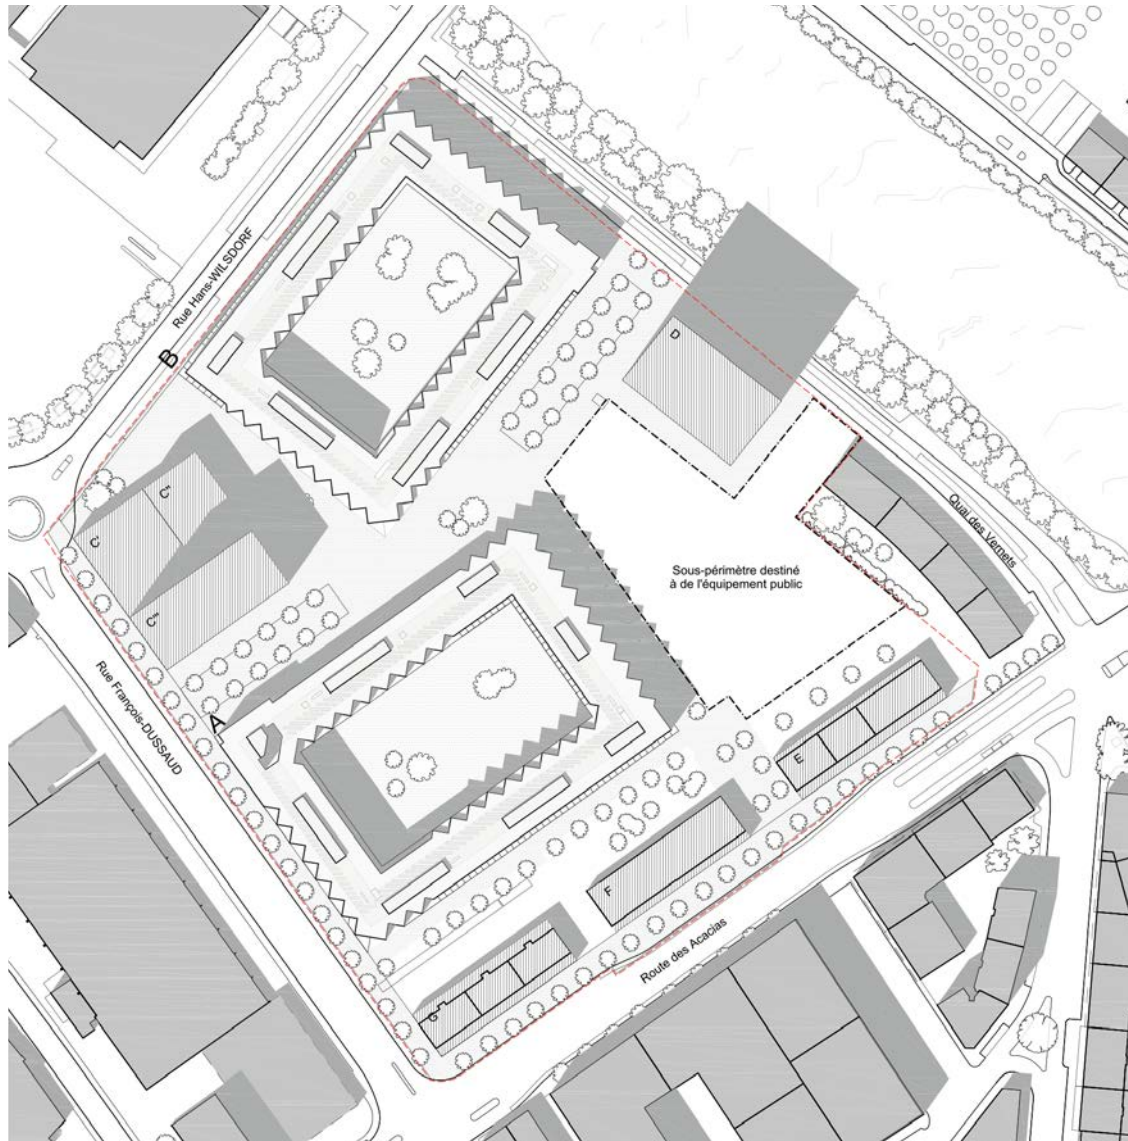 Rue Hans-WILSDORF
B
D
C''
C'
C'''
Quai des Vernets
Sous-périmètre destiné
à de l'équipement public
Rue François-DUSSAUD
A
E
F
Route des Acacias
G